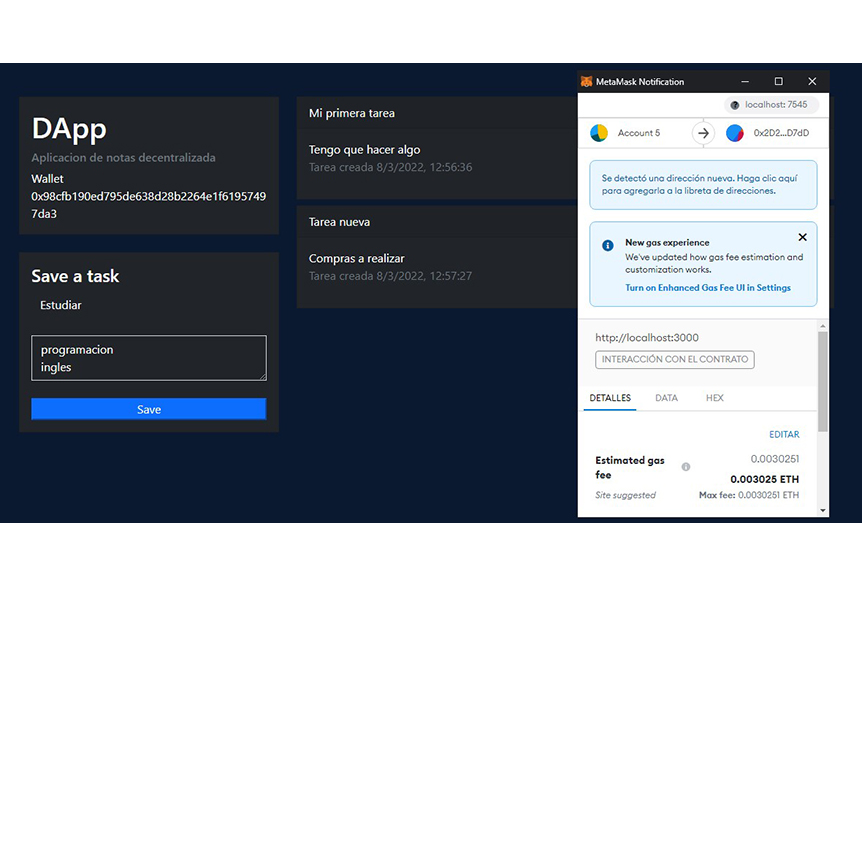 DApp
Aplicacion de notas decentralizada
Wallet
0x98cfb190ed795de638d28b2264e1f6195749
7da3
Save a task
Estudiar
programacion
ingles
Save
Mi primera tarea
Tengo que hacer algo
Tarea creada 8/3/2022, 12:56:36
Tarea nueva
Compras a realizar
Tarea creada 8/3/2022, 12:57:27
MetaMask Notification
localhost: 7545
Account 5
0x2D2...D7dD
Se detectó una dirección nueva. Haga clic aquí
para agregarla a la libreta de direcciones.
New gas experience
We've updated how gas fee estimation and
customization works.
Turn on Enhanced Gas Fee UI in Settings
http://localhost:3000
INTERACCIÓN CON EL CONTRATO
DETALLES DATA HEX
EDITAR
Estimated gas
fee
0.0030251
0.003025 ETH
Site suggested
Max fee: 0.0030251 ETH